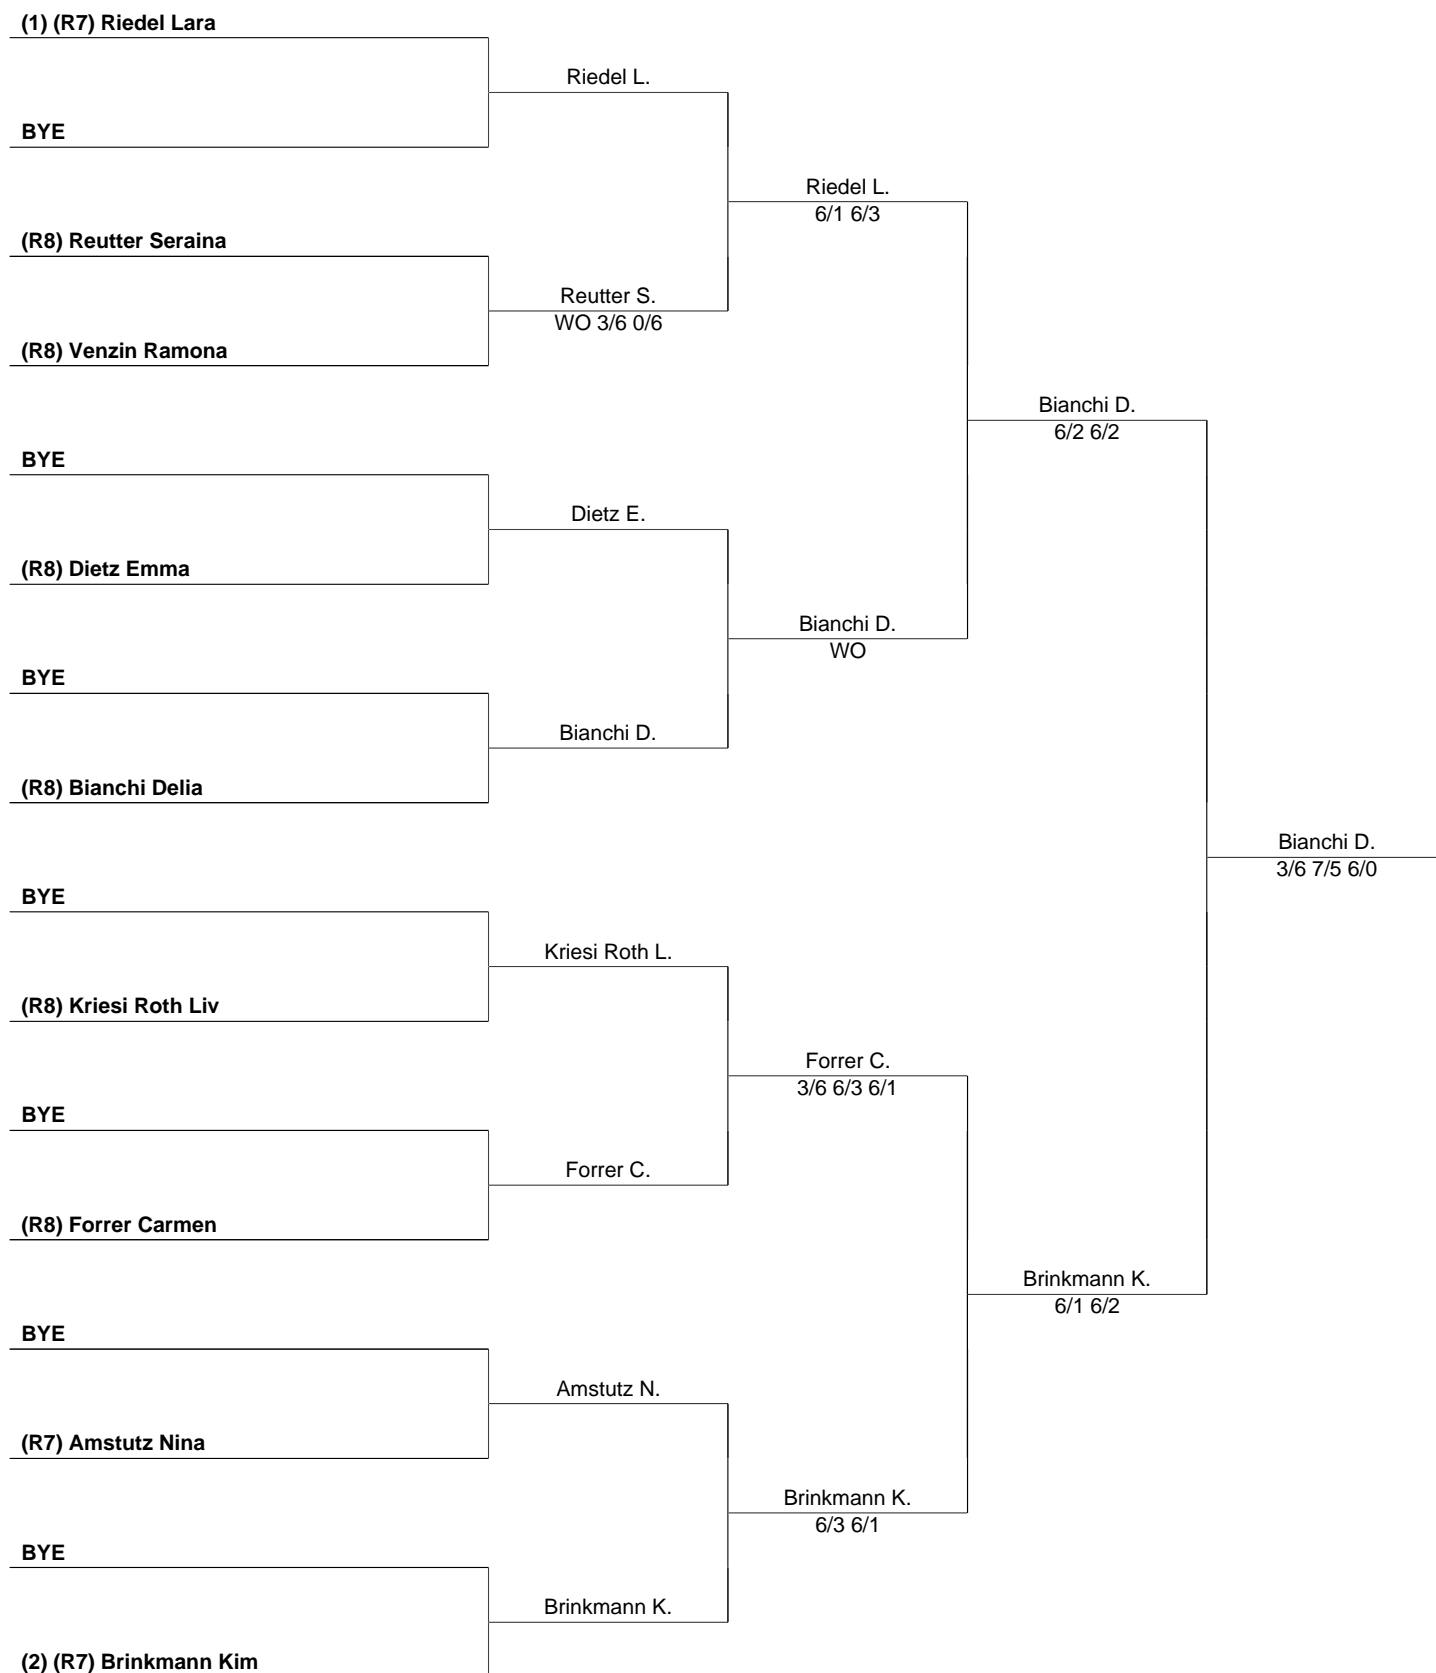 (1) (R7) Riedel Lara
Riedel L.
BYE
Riedel L.
6/1 6/3
(R8) Reutter Seraina
Reutter S.
WO 3/6 0/6
(R8) Venzin Ramona
Bianchi D.
6/2 6/2
BYE
Dietz E.
(R8) Dietz Emma
Bianchi D.
WO
BYE
Bianchi D.
(R8) Bianchi Delia
Bianchi D.
3/6 7/5 6/0
BYE
Kriesi Roth L.
(R8) Kriesi Roth Liv
Forrer C.
3/6 6/3 6/1
BYE
Forrer C.
(R8) Forrer Carmen
Brinkmann K.
6/1 6/2
BYE
Amstutz N.
(R7) Amstutz Nina
Brinkmann K.
6/3 6/1
BYE
Brinkmann K.
(2) (R7) Brinkmann Kim